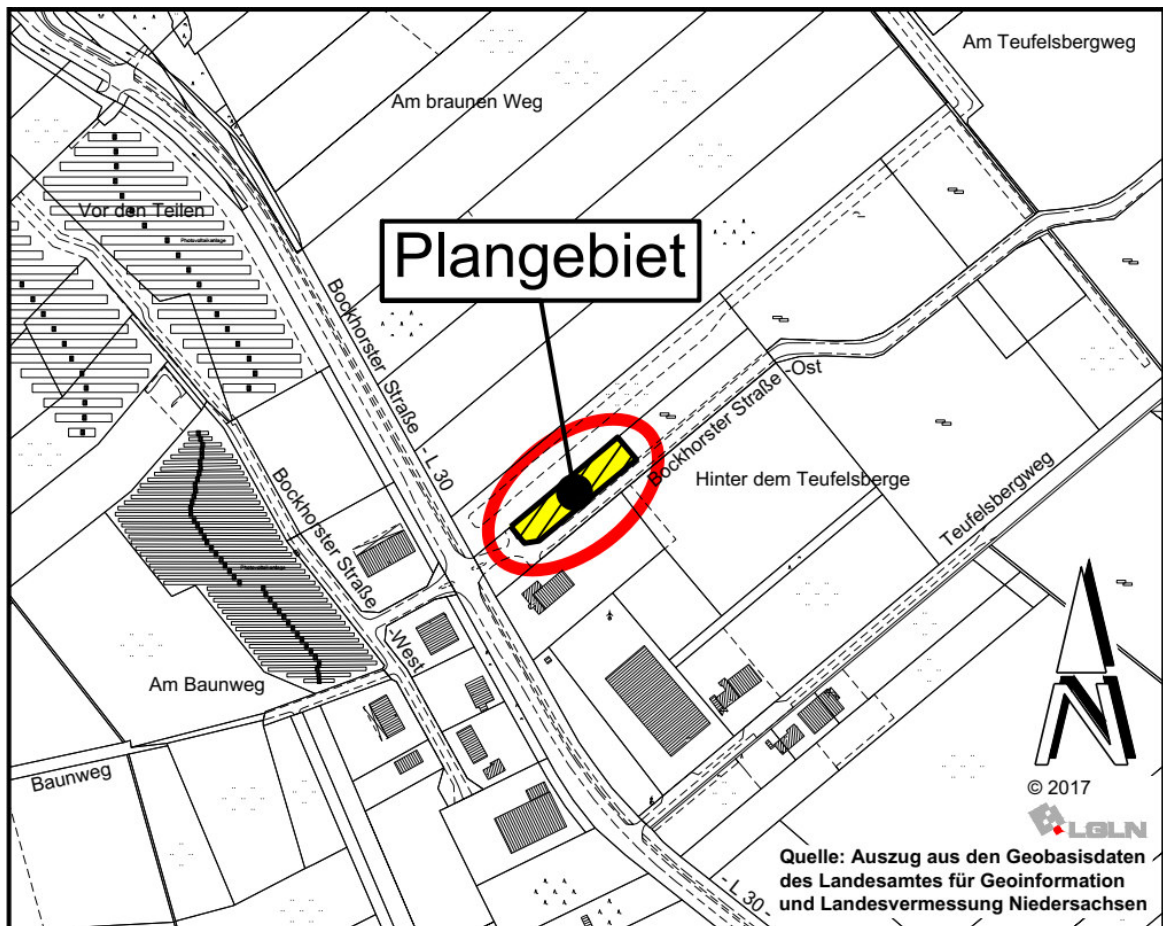 Am Teufelsbergweg
Am braunen Weg
Vor den Teilen
Photovoltaikanlage
Plangebiet
Bockhorster Straße - L 30
Bockhorster Straße -Ost
Hinter dem Teufelsberge
Teufelsbergweg
Bockhorster Straße
-West
Photovoltaikanlage
Am Baunweg
Baunweg
N
© 2017
LGLN
- L 30 -
Quelle: Auszug aus den Geobasisdaten
des Landesamtes für Geoinformation
und Landesvermessung Niedersachsen